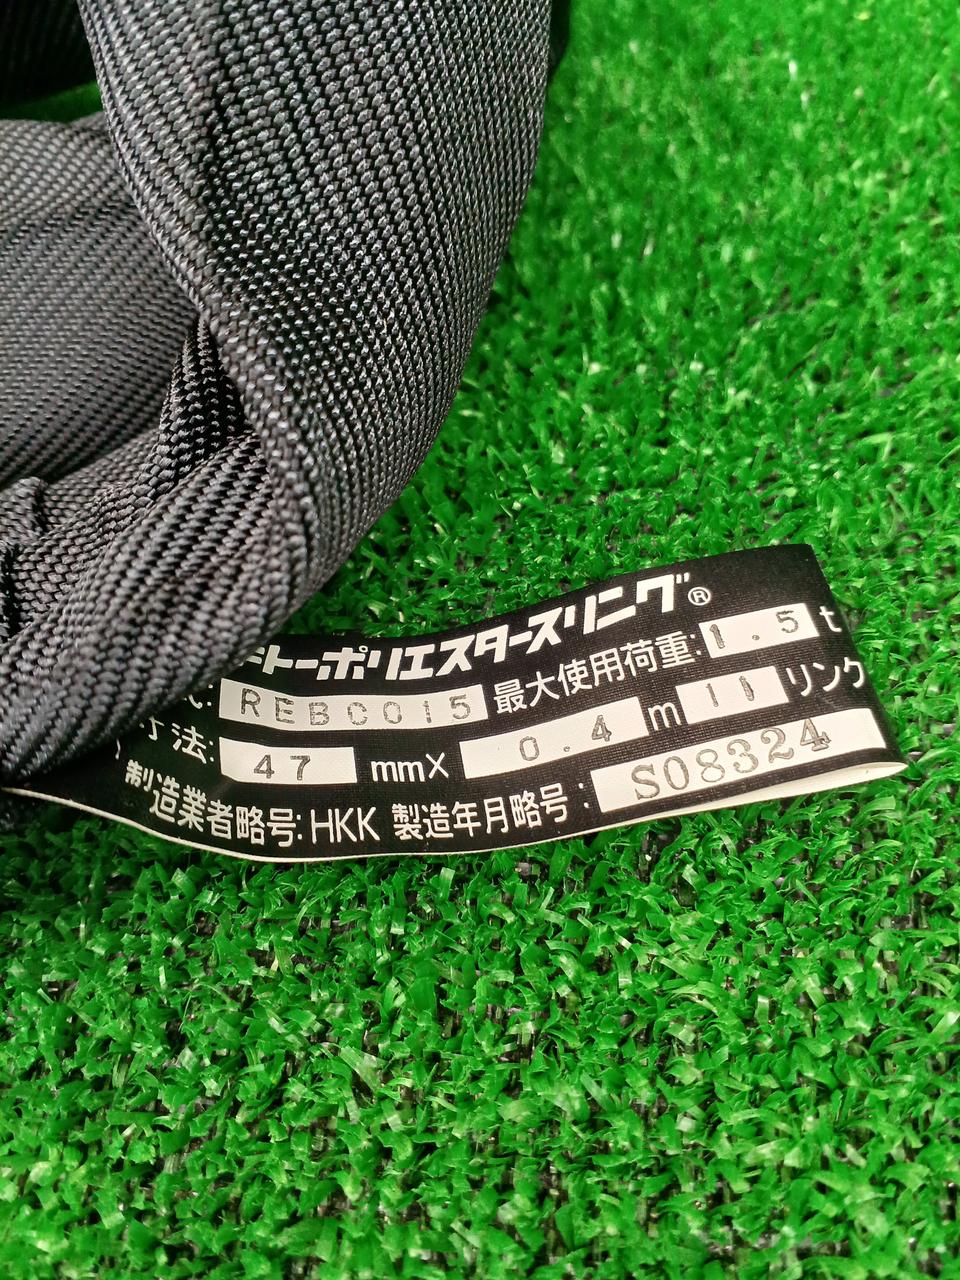 キトーポリエスタースリング®
式: REBC015 最大使用荷重: 1.5 t
寸法: 47 mm× 0.4 m 11 リンク
製造業者略号: HKK 製造年月略号: S08324